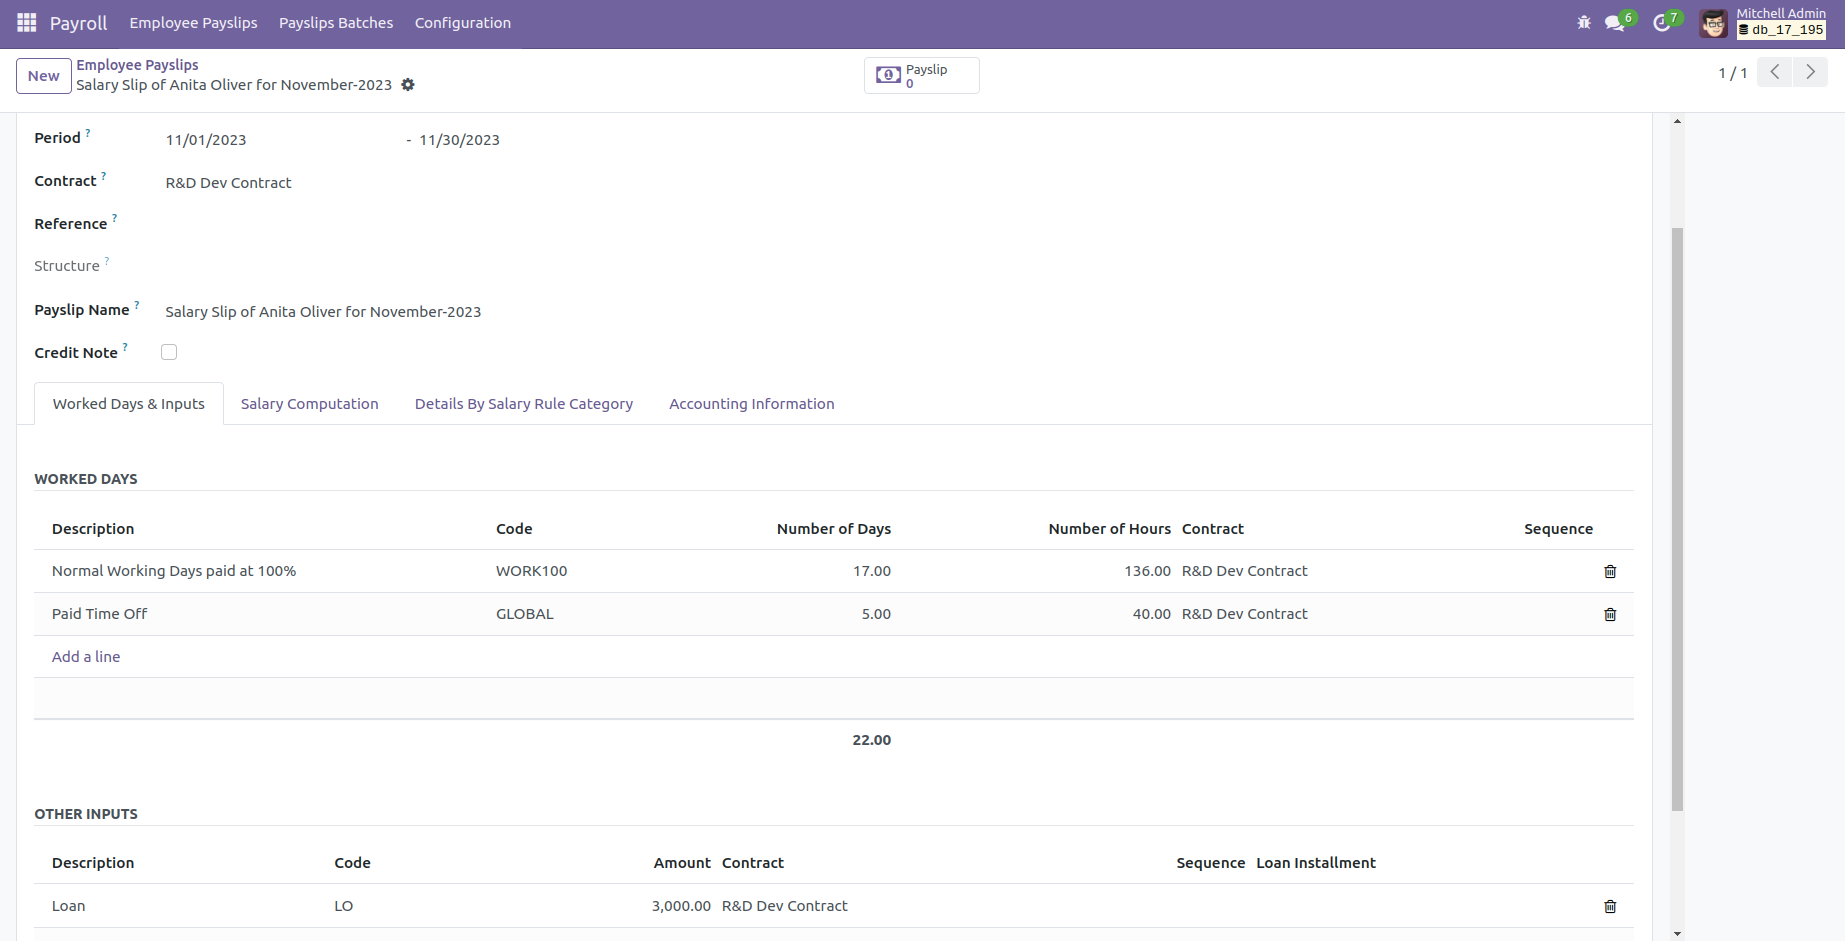 Payroll Employee Payslips Payslips Batches Configuration 6 7 Mitchell Admin
db_17_195
New Employee Payslips
Salary Slip of Anita Oliver for November-2023
1 Payslip
0
1 / 1
Period ? 11/01/2023 - 11/30/2023
Contract ? R&D Dev Contract
Reference ?
Structure ?
Payslip Name ? Salary Slip of Anita Oliver for November-2023
Credit Note ?
Worked Days & Inputs Salary Computation Details By Salary Rule Category Accounting Information
WORKED DAYS
Description Code Number of Days Number of Hours Contract Sequence
Normal Working Days paid at 100% WORK100 17.00 136.00 R&D Dev Contract
Paid Time Off GLOBAL 5.00 40.00 R&D Dev Contract
Add a line
22.00
OTHER INPUTS
Description Code Amount Contract Sequence Loan Installment
Loan LO 3,000.00 R&D Dev Contract